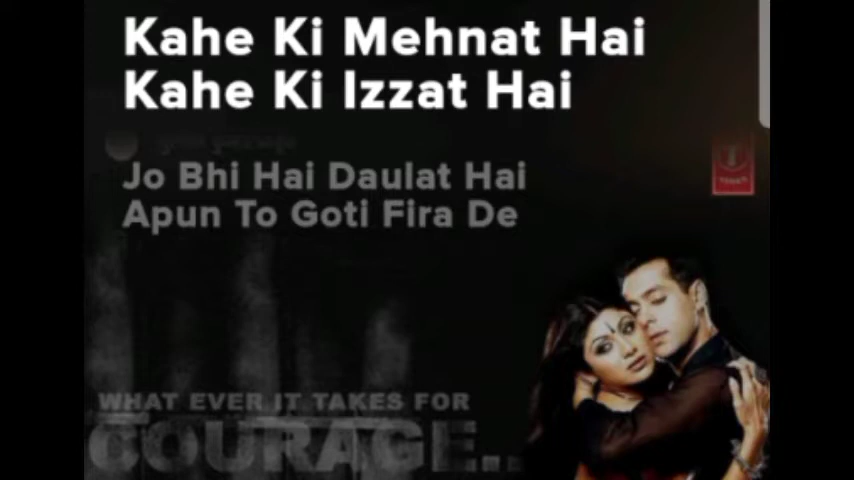 Kahe Ki Mehnat Hai
Kahe Ki Izzat Hai
Jo Bhi Hai Daulat Hai
Apun To Goti Fira De
WHAT EVER IT TAKES FOR
COURAGE..